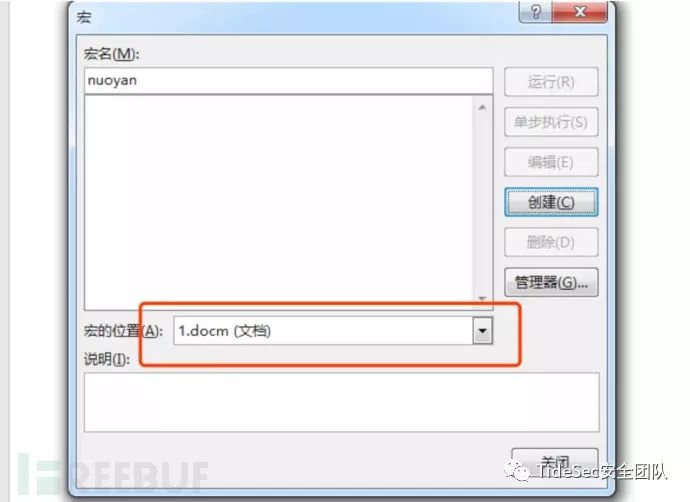 宏
宏名(M):
nuoyan
运行(R)
单步执行(S)
编辑(E)
创建(C)
删除(D)
管理器(G)...
宏的位置(A):
1.docm (文档)
说明(I):
关闭
FREEBUF
TideSec安全团队